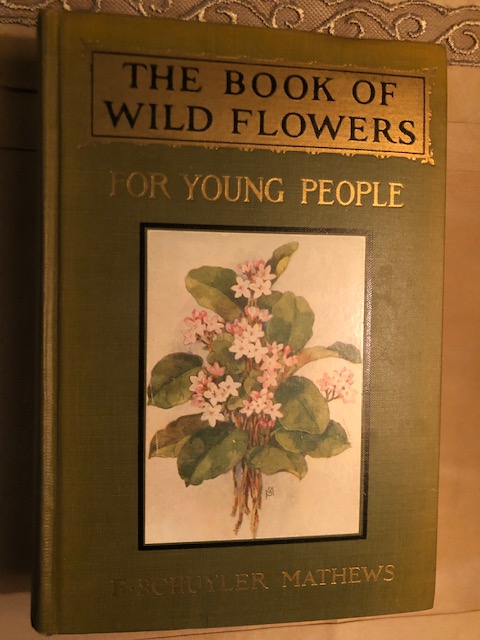 THE BOOK OF
WILD FLOWERS
FOR YOUNG PEOPLE
F. SCHUYLER MATHEWS